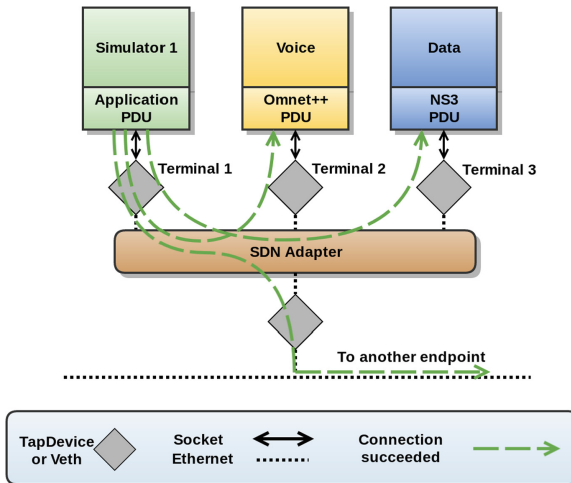 Simulator 1
Voice
Data
Application
PDU
Omnet++
PDU
NS3
PDU
Terminal 1
Terminal 2
Terminal 3
SDN Adapter
To another endpoint
TapDevice
or Veth
Socket
Ethernet
Connection
succeeded